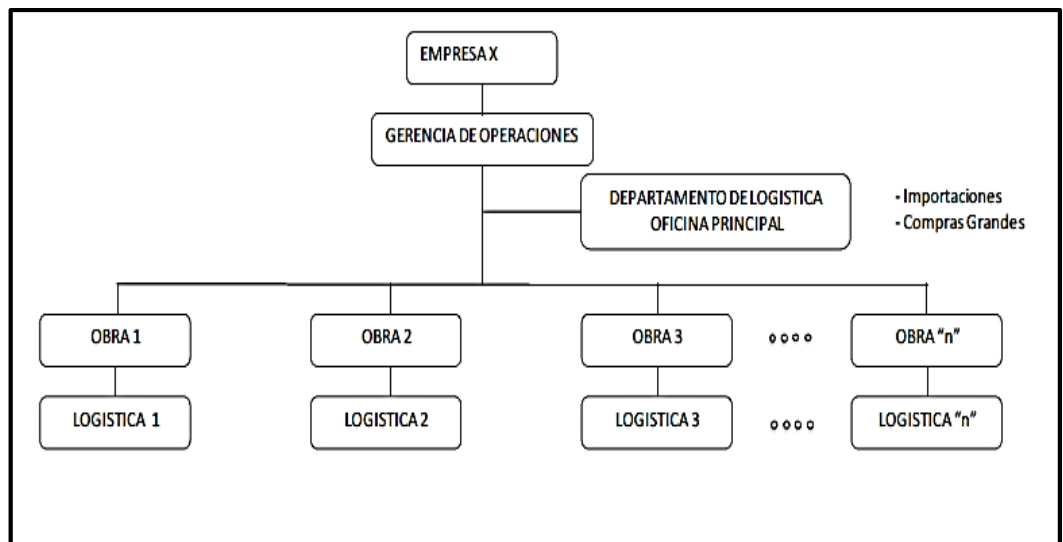 EMPRESA X
GERENCIA DE OPERACIONES
DEPARTAMENTO DE LOGISTICA
OFICINA PRINCIPAL
- Importaciones
- Compras Grandes
OBRA 1
OBRA 2
OBRA 3
OBRA "n"
LOGISTICA 1
LOGISTICA 2
LOGISTICA 3
LOGISTICA "n"